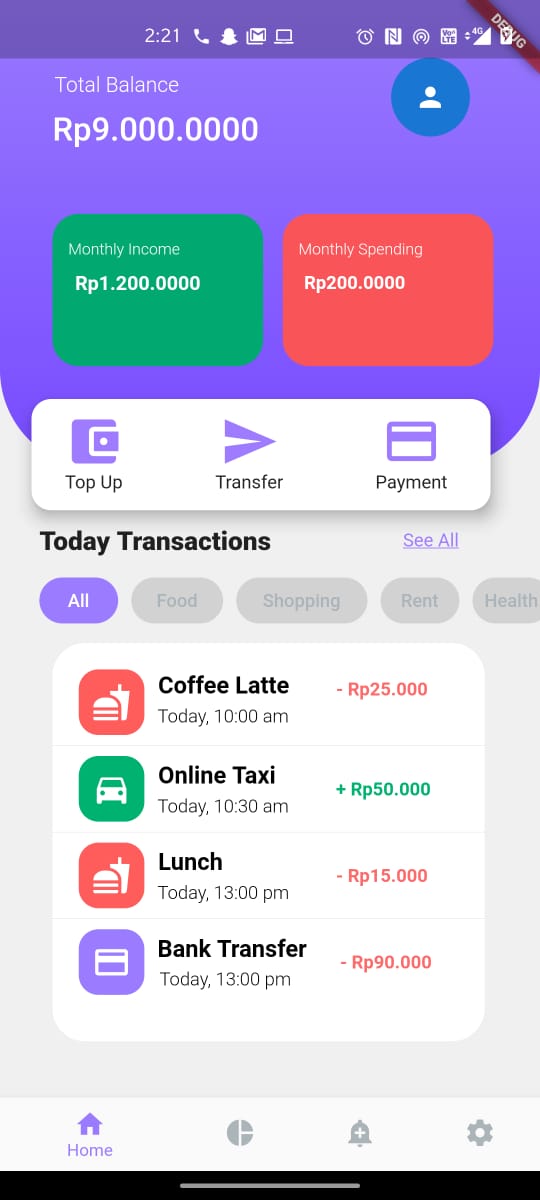 2:21
VoLTE
4G
DEBUG
Total Balance
Rp9.000.0000
Monthly Income
Rp1.200.0000
Monthly Spending
Rp200.0000
Top Up
Transfer
Payment
Today Transactions
See All
All
Food
Shopping
Rent
Health
Coffee Latte
Today, 10:00 am
- Rp25.000
Online Taxi
Today, 10:30 am
+ Rp50.000
Lunch
Today, 13:00 pm
- Rp15.000
Bank Transfer
Today, 13:00 pm
- Rp90.000
Home